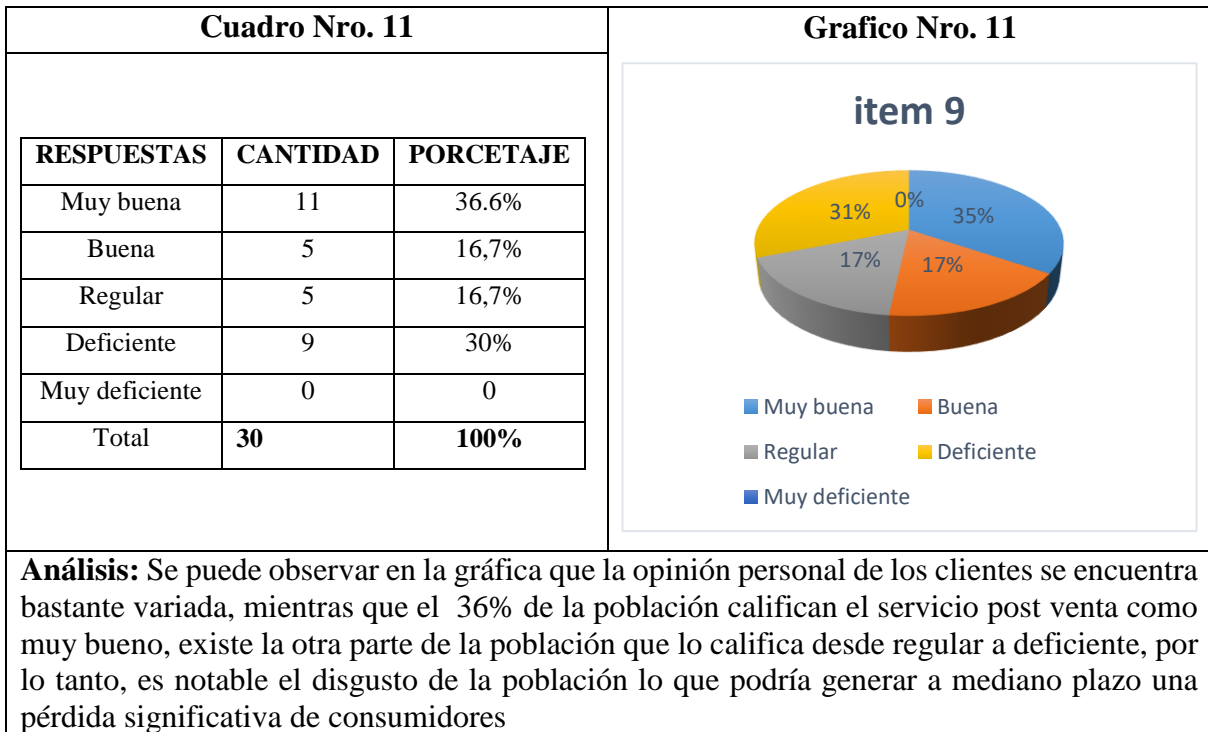 Cuadro Nro. 11
Grafico Nro. 11
RESPUESTAS CANTIDAD PORCETAJE
Muy buena 11 36.6%
Buena 5 16,7%
Regular 5 16,7%
Deficiente 9 30%
Muy deficiente 0 0
Total 30 100%
item 9
31% 0% 35%
17% 17%
Muy buena Buena
Regular Deficiente
Muy deficiente
Análisis: Se puede observar en la gráfica que la opinión personal de los clientes se encuentra
bastante variada, mientras que el 36% de la población califican el servicio post venta como
muy bueno, existe la otra parte de la población que lo califica desde regular a deficiente, por
lo tanto, es notable el disgusto de la población lo que podría generar a mediano plazo una
pérdida significativa de consumidores